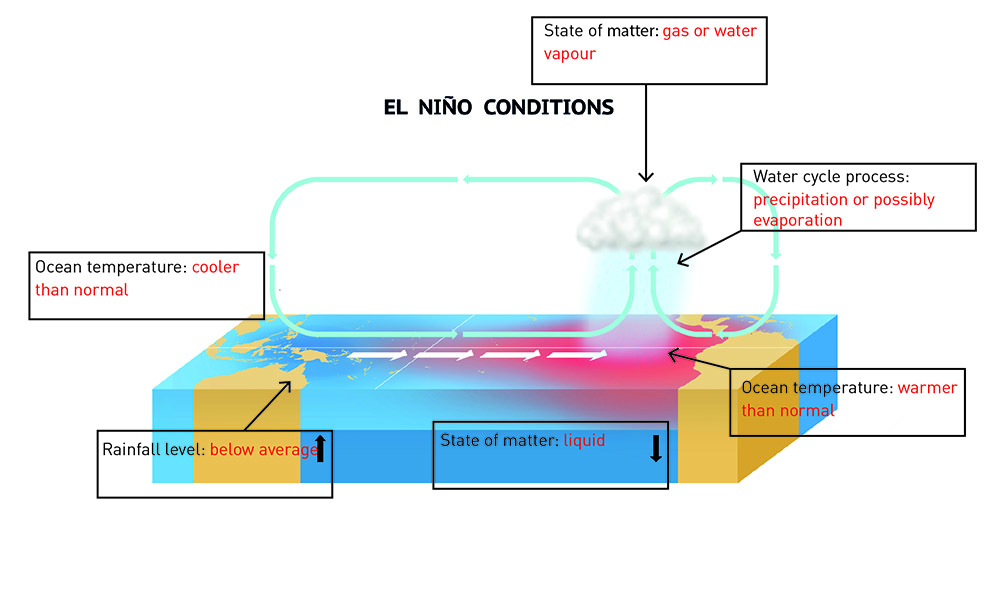 State of matter: gas or water
vapour
EL NIÑO CONDITIONS
Water cycle process:
precipitation or possibly
evaporation
Ocean temperature: cooler
than normal
Ocean temperature: warmer
than normal
Rainfall level: below average
State of matter: liquid